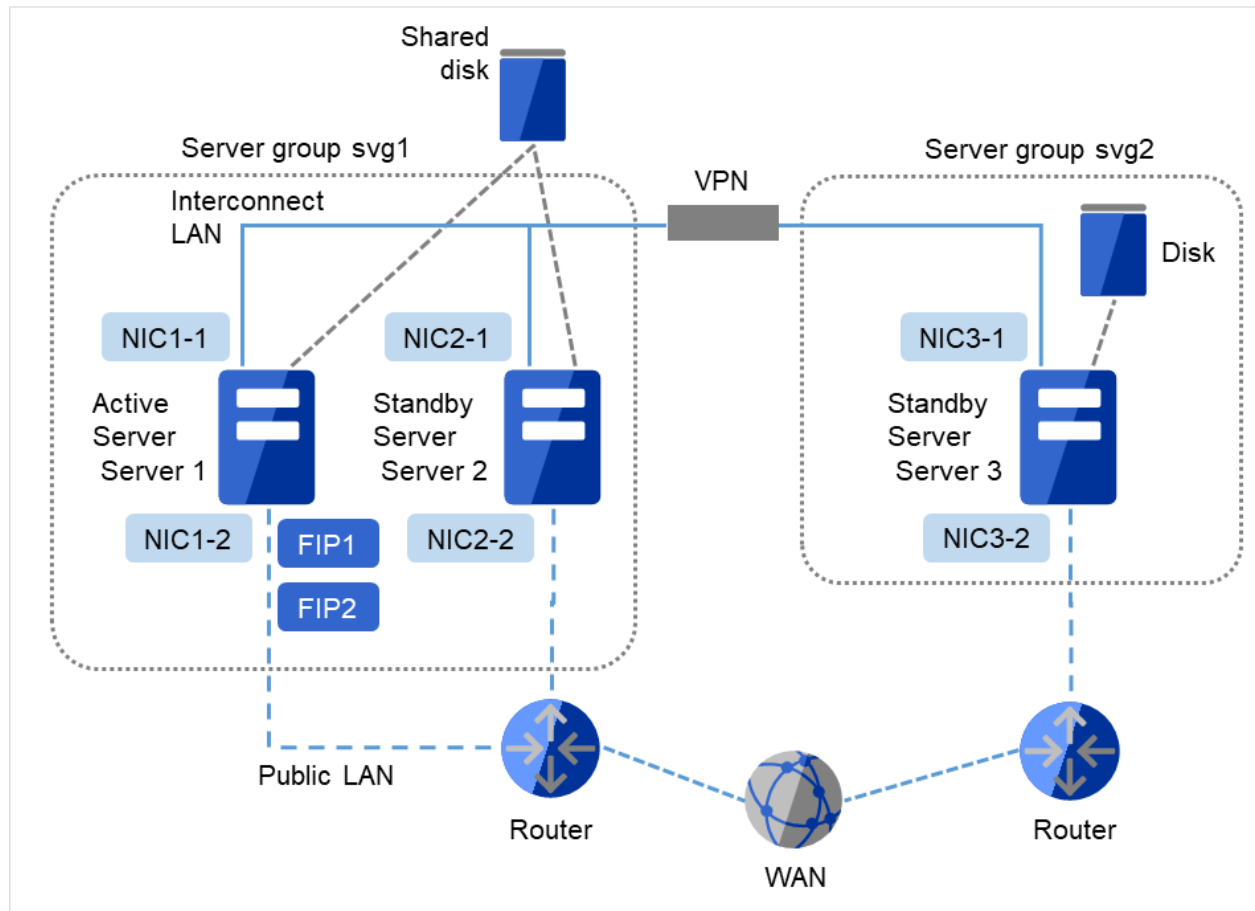 Shared
disk
Server group svg1
Server group svg2
VPN
Interconnect
LAN
Disk
NIC1-1
NIC2-1
NIC3-1
Active
Server
Server 1
Standby
Server
Server 2
Standby
Server
Server 3
NIC1-2
FIP1
NIC2-2
NIC3-2
FIP2
Public LAN
Router
Router
WAN